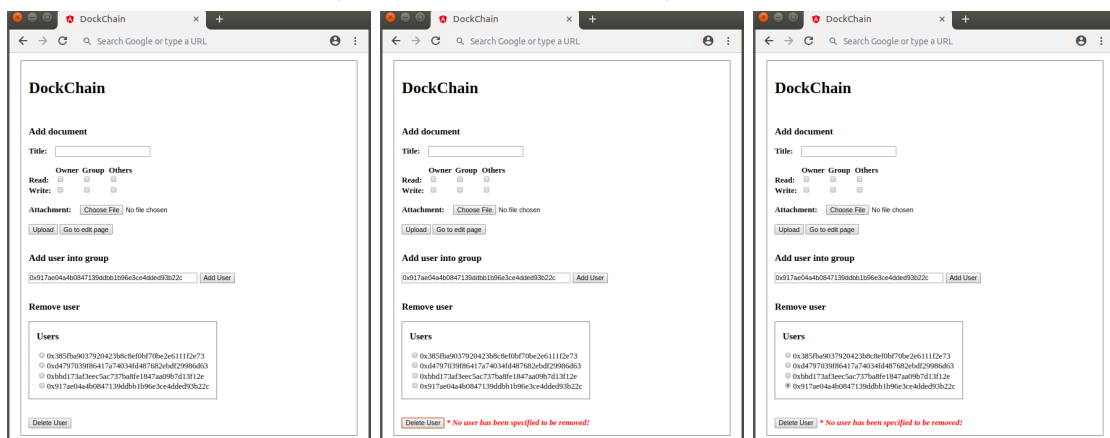 DockChain × +
Search Google or type a URL
DockChain
Add document
Title:
Owner Group Others
Read:
Write:
Attachment: Choose File No file chosen
Upload Go to edit page
Add user into group
0x917ae04a4b0847139ddbb1b96e3ce4dded93b22c Add User
Remove user
Users
0x385fba9037920423b8c8ef0bf70be2e6111f2e73
0xd4797039f86417a74034fd487682ebdf29986d63
0xbbd173af3eec5ac737ba8fe1847aa09b7d13f12e
0x917ae04a4b0847139ddbb1b96e3ce4dded93b22c
Delete User
DockChain × +
Search Google or type a URL
DockChain
Add document
Title:
Owner Group Others
Read:
Write:
Attachment: Choose File No file chosen
Upload Go to edit page
Add user into group
0x917ae04a4b0847139ddbb1b96e3ce4dded93b22c Add User
Remove user
Users
0x385fba9037920423b8c8ef0bf70be2e6111f2e73
0xd4797039f86417a74034fd487682ebdf29986d63
0xbbd173af3eec5ac737ba8fe1847aa09b7d13f12e
0x917ae04a4b0847139ddbb1b96e3ce4dded93b22c
Delete User * No user has been specified to be removed!
DockChain × +
Search Google or type a URL
DockChain
Add document
Title:
Owner Group Others
Read:
Write:
Attachment: Choose File No file chosen
Upload Go to edit page
Add user into group
0x917ae04a4b0847139ddbb1b96e3ce4dded93b22c Add User
Remove user
Users
0x385fba9037920423b8c8ef0bf70be2e6111f2e73
0xd4797039f86417a74034fd487682ebdf29986d63
0xbbd173af3eec5ac737ba8fe1847aa09b7d13f12e
0x917ae04a4b0847139ddbb1b96e3ce4dded93b22c
Delete User * No user has been specified to be removed!